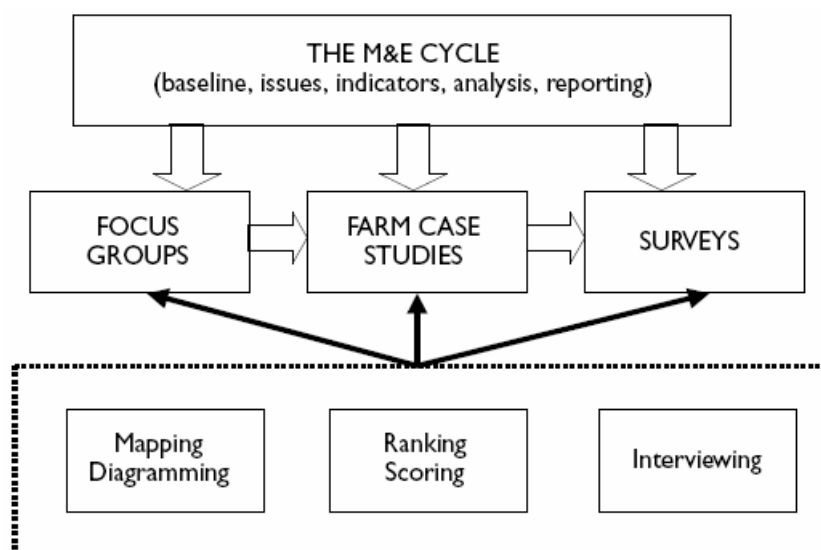 THE M&E CYCLE
(baseline, issues, indicators, analysis, reporting)
FOCUS
GROUPS
FARM CASE
STUDIES
SURVEYS
Mapping
Diagramming
Ranking
Scoring
Interviewing